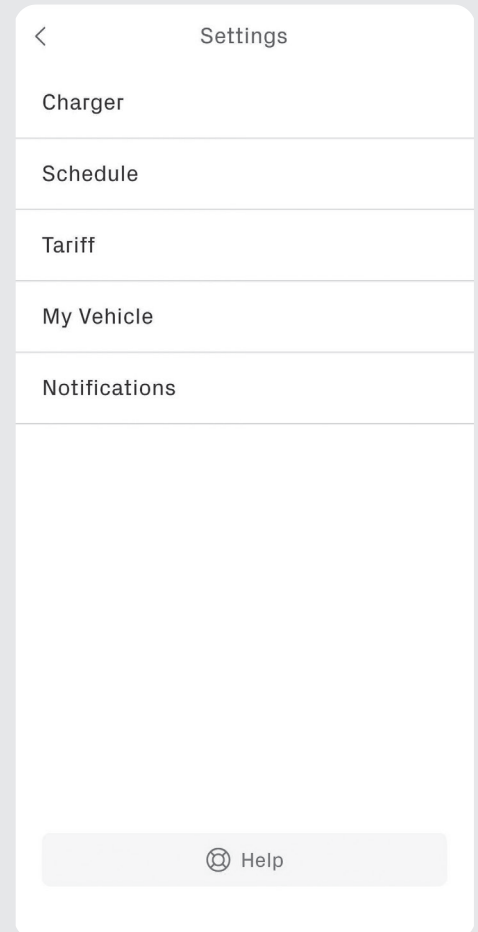 Settings
Charger
Schedule
Tariff
My Vehicle
Notifications
Help